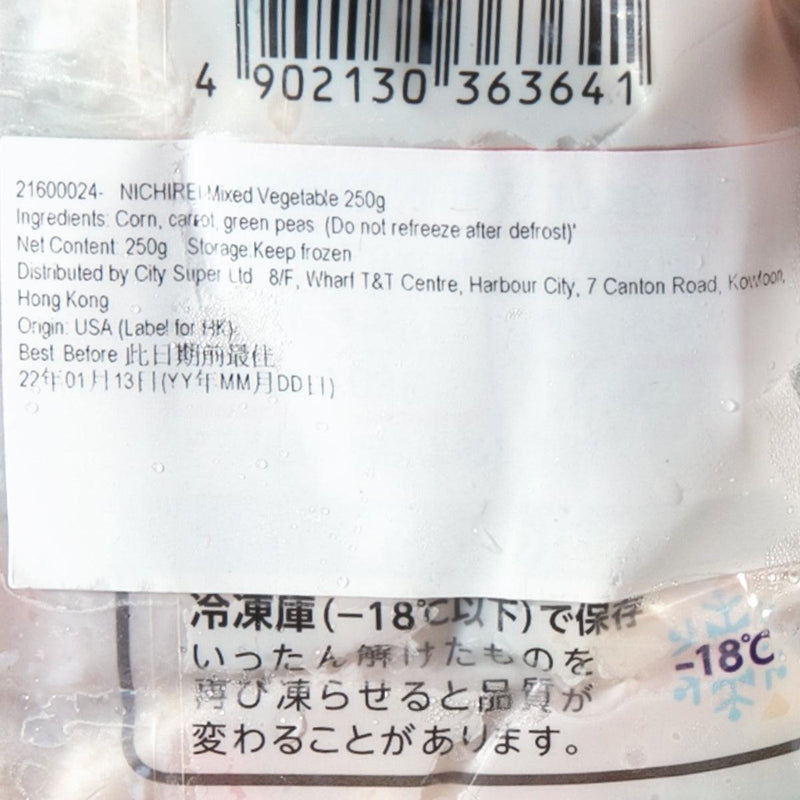 4 902130 363641
21600024- NICHIREI Mixed Vegetable 250g
Ingredients: Corn, carrot, green peas (Do not refreeze after defrost)'
Net Content: 250g Storage:Keep frozen
Distributed by City Super Ltd 8/F, Wharf T&T Centre, Harbour City, 7 Canton Road, Kowloon,
Hong Kong
Origin: USA (Label for HK)
Best Before 此日期前最佳
22年01月13日(YY年MM月DD日)
冷凍庫(−18℃以下)で保存
いったん解けたものを
再び凍らせると品質が
変わることがあります。
-18℃